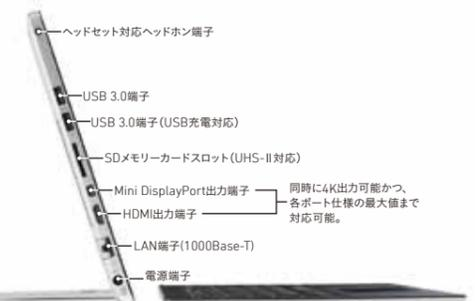 ヘッドセット対応ヘッドホン端子
USB 3.0端子
USB 3.0端子(USB充電対応)
SDメモリーカードスロット(UHS-Ⅱ対応)
Mini DisplayPort出力端子
HDMI出力端子
同時に4K出力可能かつ、
各ポート仕様の最大値まで
対応可能。
LAN端子(1000Base-T)
電源端子